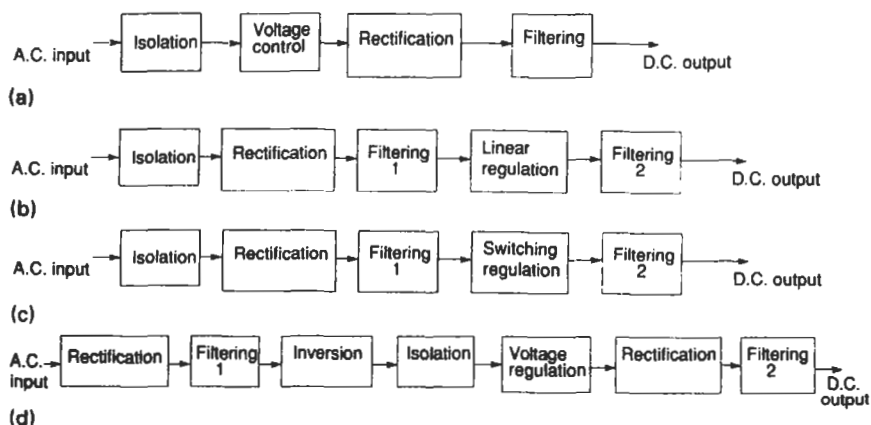 A.C. input
Isolation
Voltage
control
Rectification
Filtering
D.C. output
(a)
A.C. input
Isolation
Rectification
Filtering
1
Linear
regulation
Filtering
2
D.C. output
(b)
A.C. input
Isolation
Rectification
Filtering
1
Switching
regulation
Filtering
2
D.C. output
(c)
A.C.
input
Rectification
Filtering
1
Inversion
Isolation
Voltage
regulation
Rectification
Filtering
2
D.C.
output
(d)